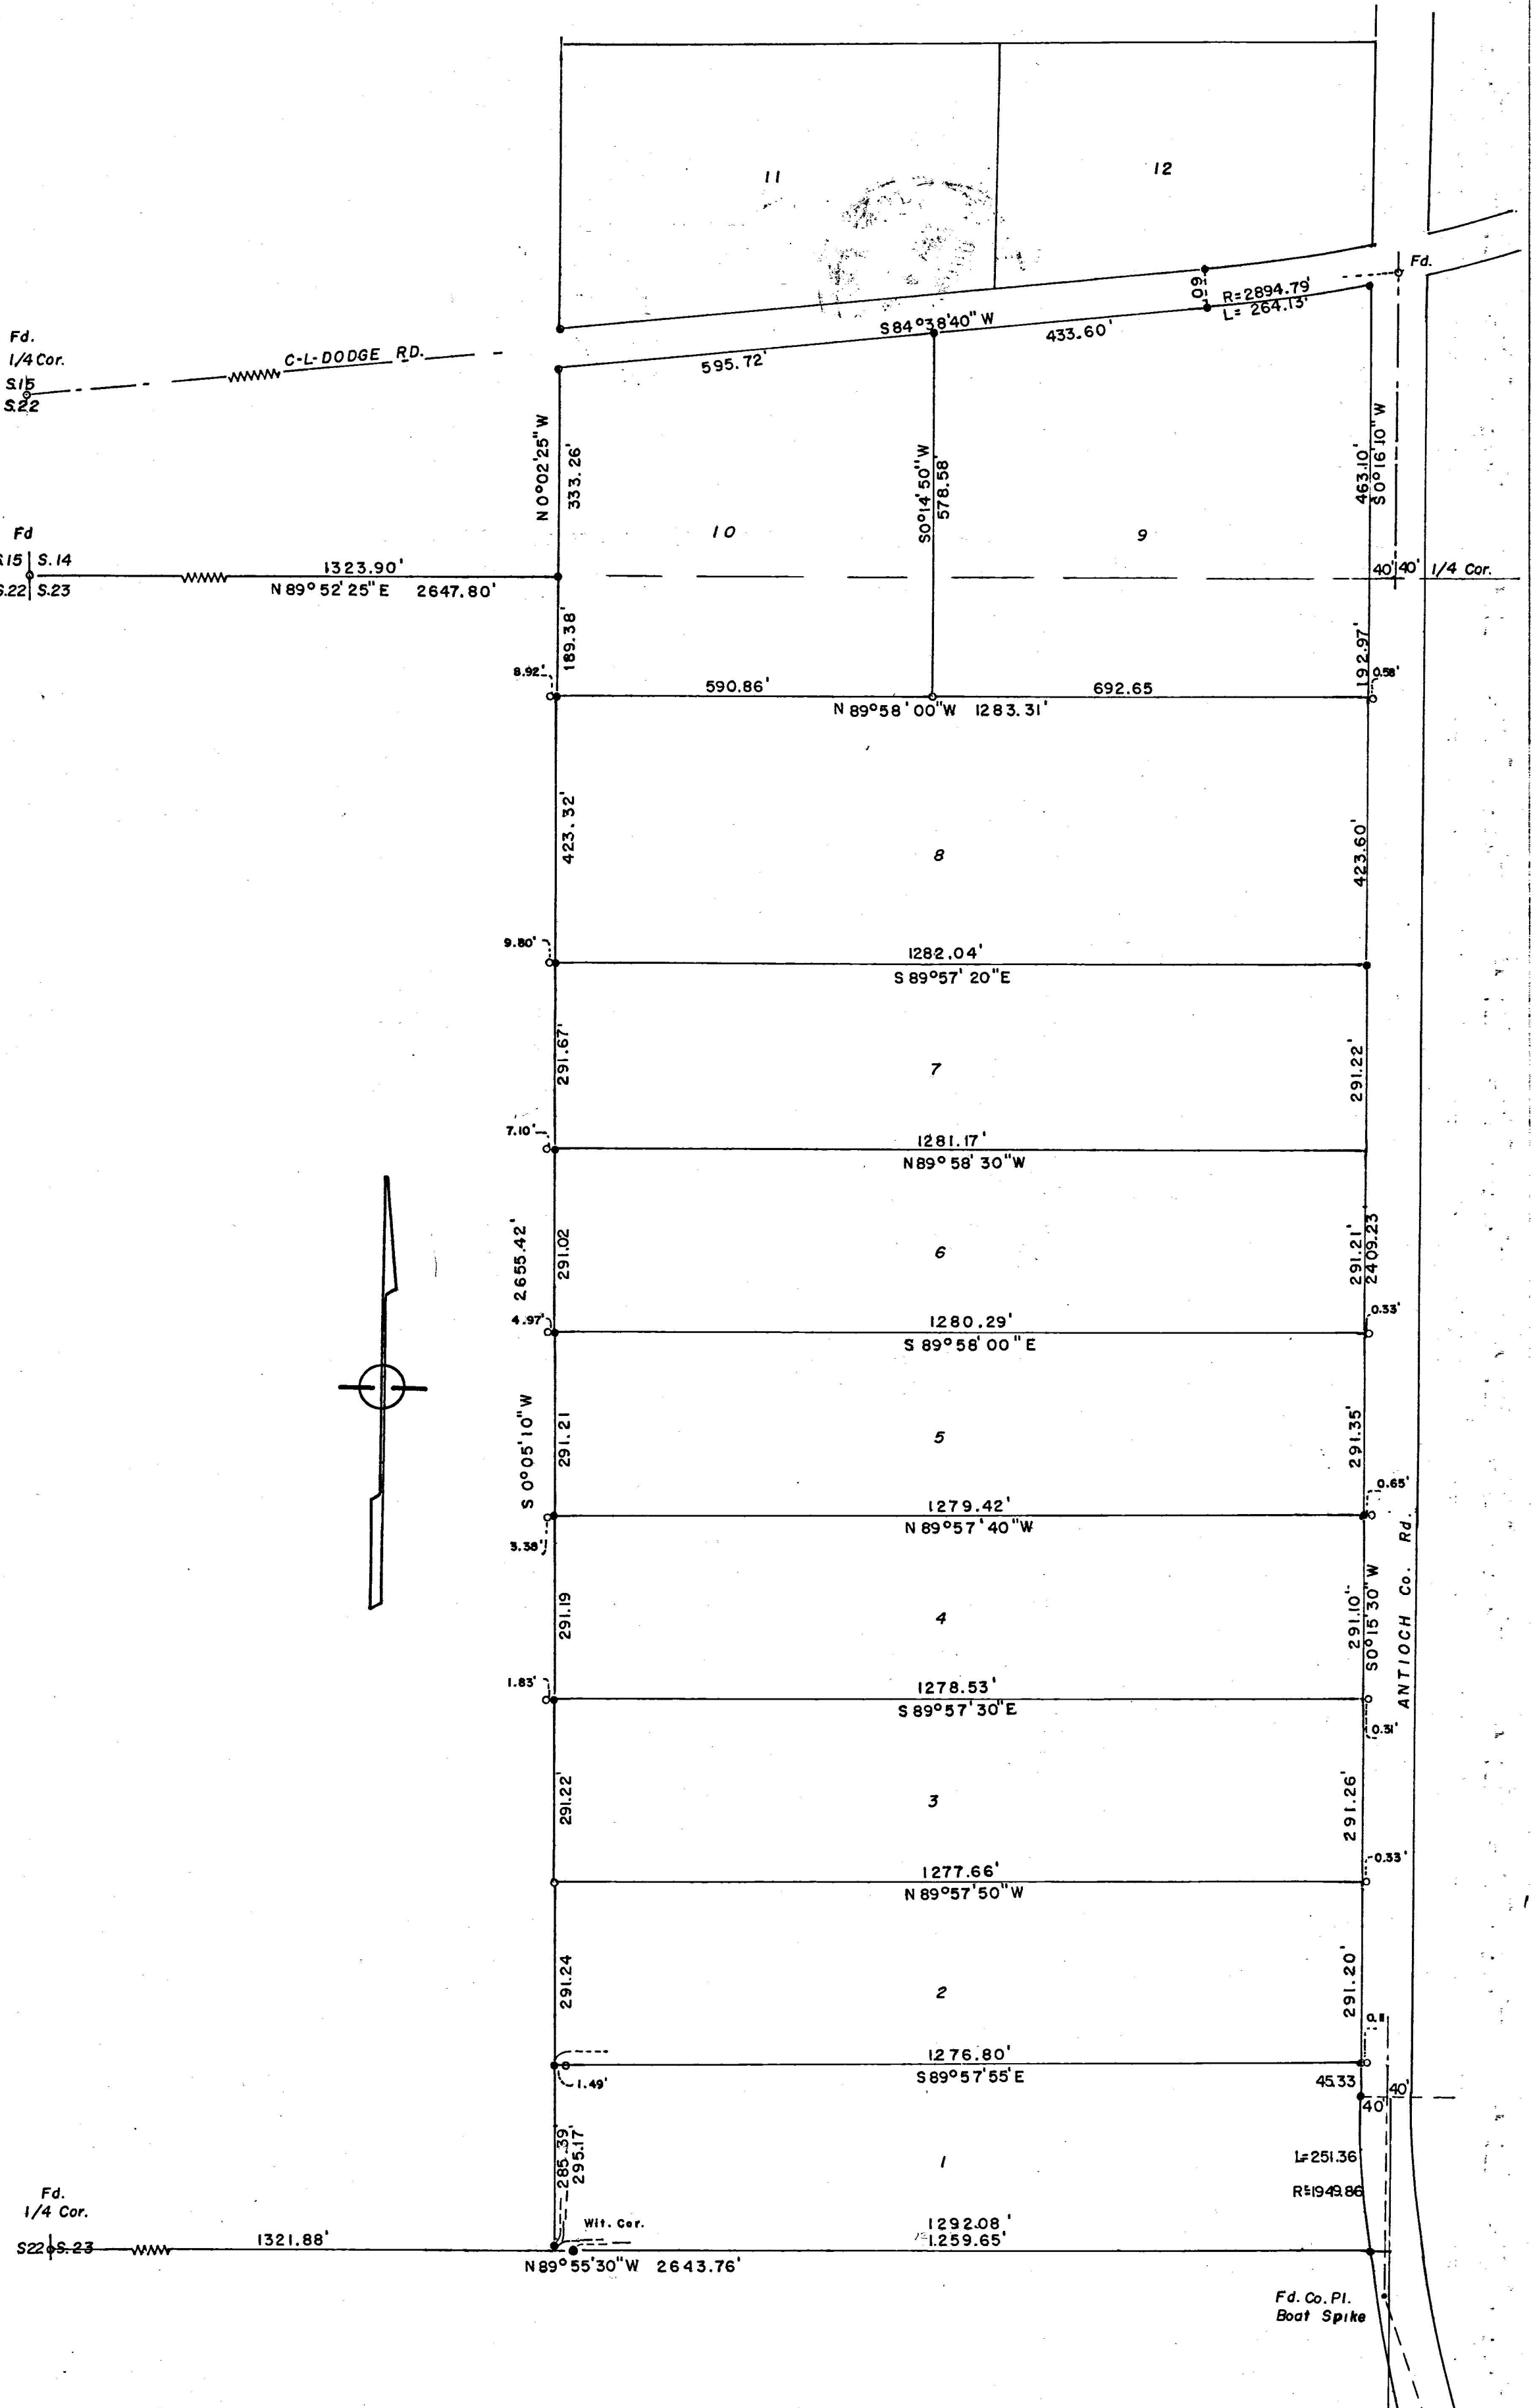 11
12
Fd.
60
R=2894.79'
L= 264.13'
S84°38'40"W
433.60'
595.72'
Fd.
1/4 Cor.
S.15
S.22
C-L-DODGE RD.
N 0°02'25"W
333.26'
S0°14'50"W
578.58'
463.10'
S0°16'10"W
10
9
Fd
S.14
S.23
1323.90'
N 89°52'25"E 2647.80'
40' 40' 1/4 Cor.
189.38'
192.97'
8.92'
0.58'
590.86'
692.65
N 89°58'00"W 1283.31'
423.32'
423.60'
8
9.80'
1282.04'
S 89°57'20"E
291.67'
291.22'
7
7.10'
1281.17'
N89°58'30"W
2655.42'
291.02
291.21'
2409.23'
6
4.97'
0.33'
1280.29'
S 89°58'00"E
S 0°05'10"W
291.21
291.35'
5
0.65'
1279.42'
N 89°57'40"W
3.38'
291.19
291.10'
S0°15'30"W
ANTIOCH Co. Rd.
4
1.83'
1278.53'
S 89°57'30"E
0.31'
291.22'
291.26'
3
0.33'
1277.66'
N 89°57'50"W
291.24
291.20'
2
0.11
1276.80'
S89°57'55"E
1.49'
45.33
40'
40'
285.39'
295.17'
1
L=251.36
R=1949.86
Fd.
1/4 Cor.
S22 S.23
1321.88'
Wit. Cor.
1292.08'
1259.65'
N89°55'30"W 2643.76'
Fd. Co. Pl.
Boat Spike